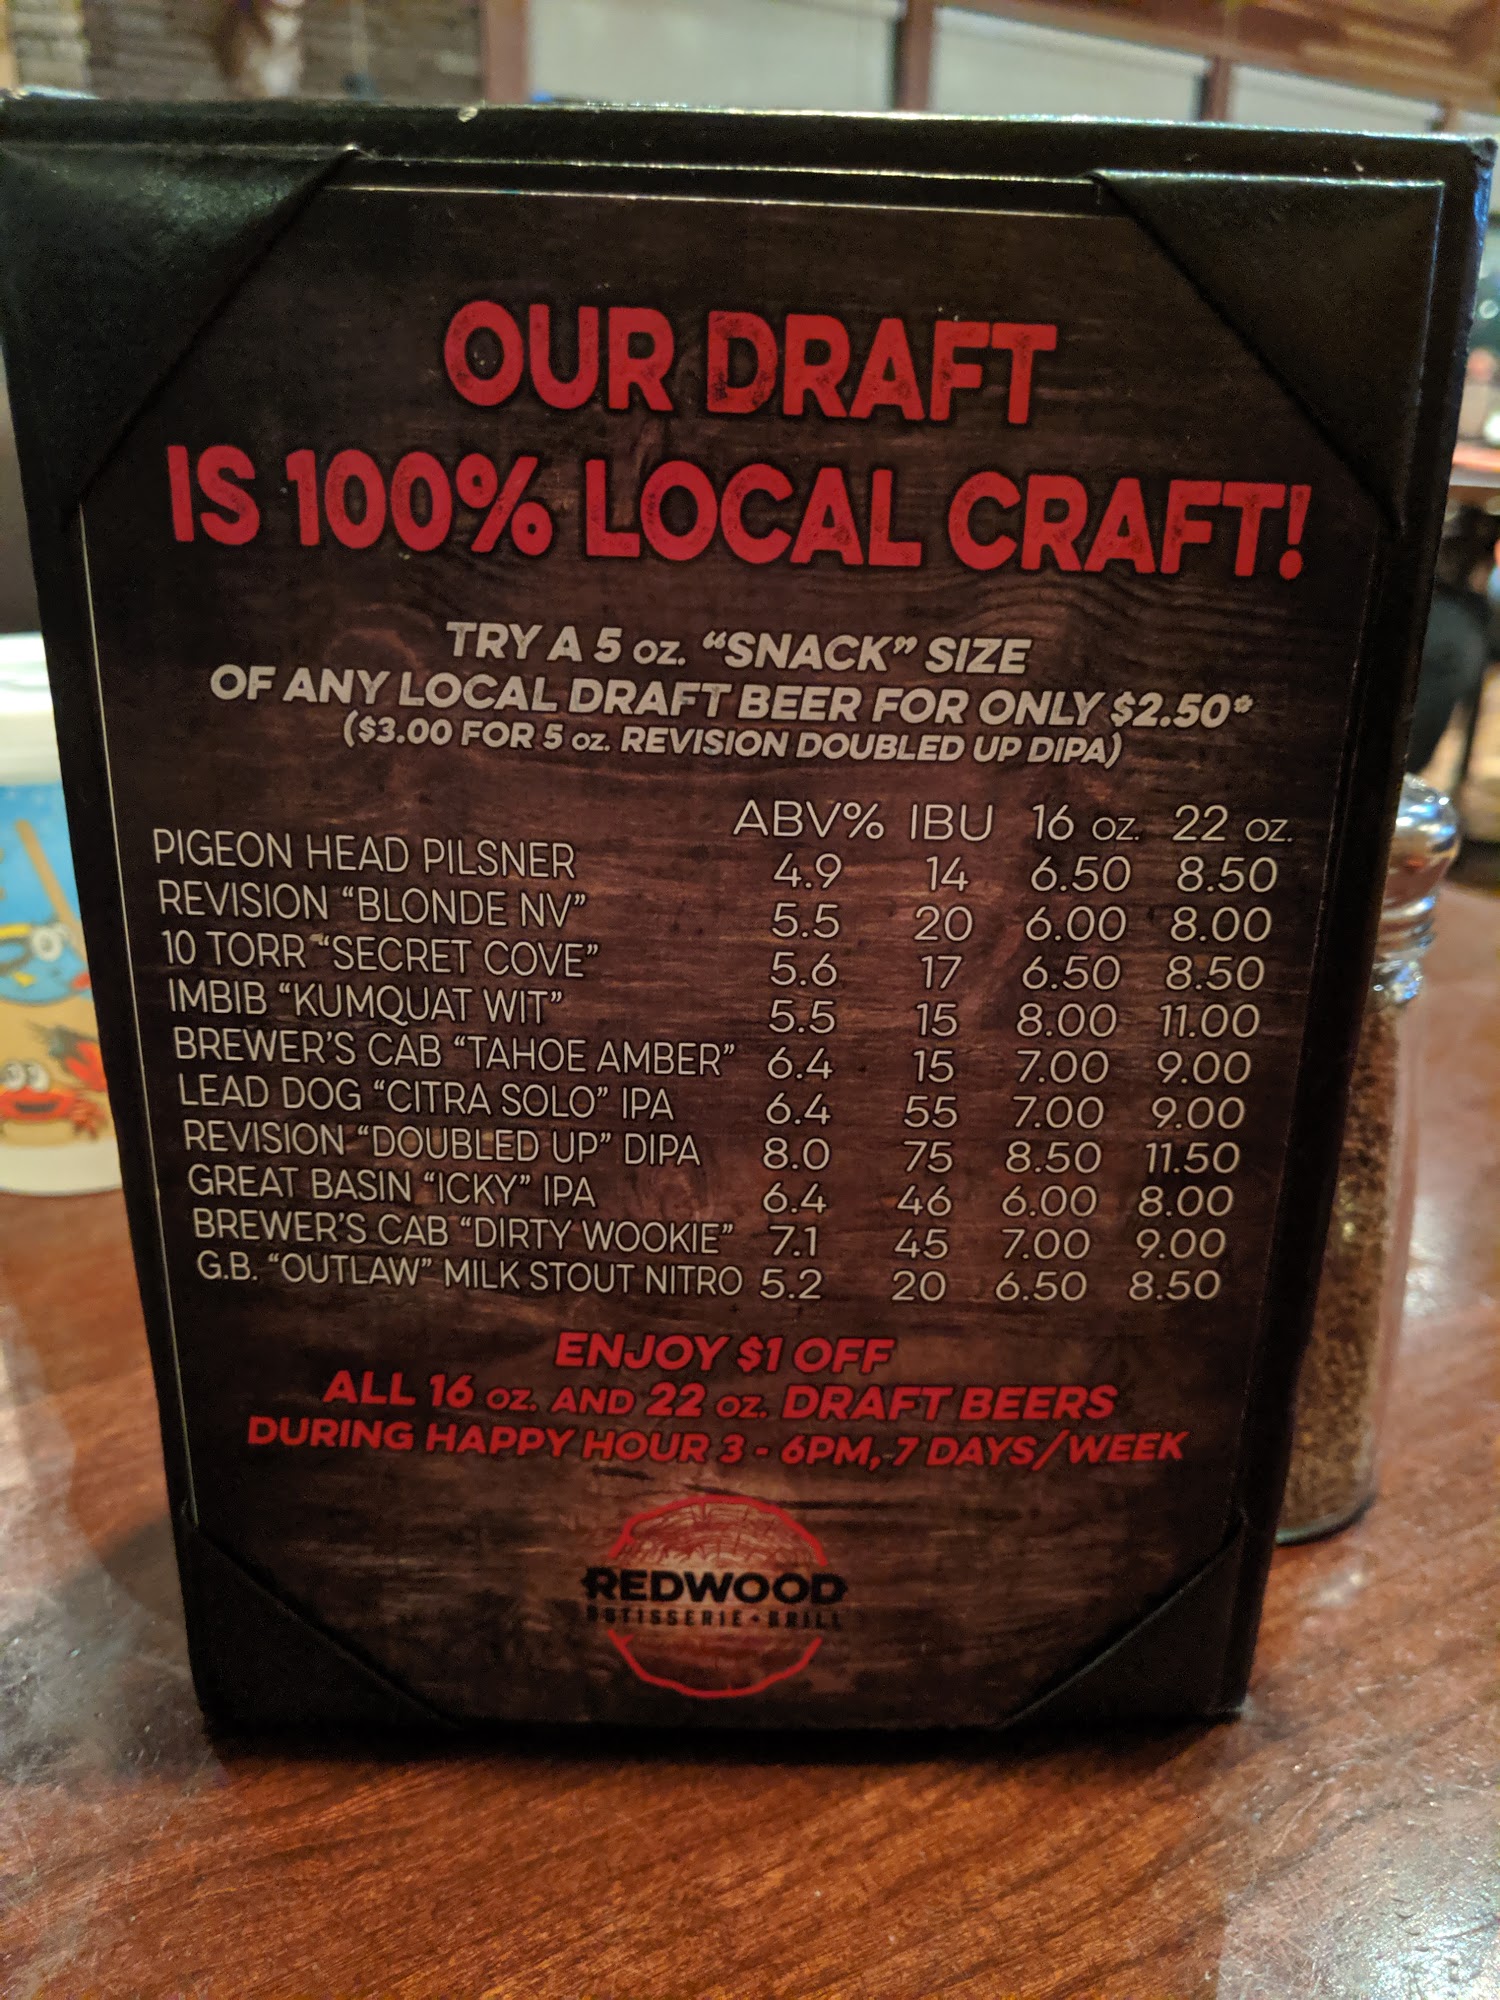 OUR DRAFT
IS 100% LOCAL CRAFT!
TRY A 5 OZ. “SNACK” SIZE
OF ANY LOCAL DRAFT BEER FOR ONLY $2.50*
($3.00 FOR 5 OZ. REVISION DOUBLED UP DIPA)
ABV% IBU 16 OZ. 22 OZ.
PIGEON HEAD PILSNER 4.9 14 6.50 8.50
REVISION “BLONDE NV” 5.5 20 6.00 8.00
10 TORR “SECRET COVE” 5.6 17 6.50 8.50
IMBIB “KUMQUAT WIT” 5.5 15 8.00 11.00
BREWER'S CAB “TAHOE AMBER” 6.4 15 7.00 9.00
LEAD DOG “CITRA SOLO” IPA 6.4 55 7.00 9.00
REVISION “DOUBLED UP” DIPA 8.0 75 8.50 11.50
GREAT BASIN “ICKY” IPA 6.4 46 6.00 8.00
BREWER'S CAB “DIRTY WOOKIE” 7.1 45 7.00 9.00
G.B. “OUTLAW” MILK STOUT NITRO 5.2 20 6.50 8.50
ENJOY $1 OFF
ALL 16 OZ. AND 22 OZ. DRAFT BEERS
DURING HAPPY HOUR 3 - 6PM, 7 DAYS/WEEK
REDWOOD
ROTISSERIE + GRILL